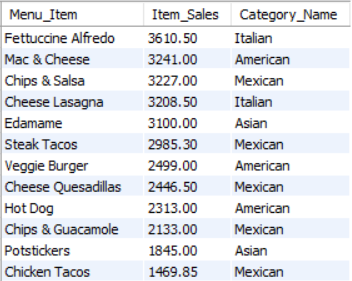 Menu_Item Item_Sales Category_Name
Fettuccine Alfredo 3610.50 Italian
Mac & Cheese 3241.00 American
Chips & Salsa 3227.00 Mexican
Cheese Lasagna 3208.50 Italian
Edamame 3100.00 Asian
Steak Tacos 2985.30 Mexican
Veggie Burger 2499.00 American
Cheese Quesadillas 2446.50 Mexican
Hot Dog 2313.00 American
Chips & Guacamole 2133.00 Mexican
Potstickers 1845.00 Asian
Chicken Tacos 1469.85 Mexican